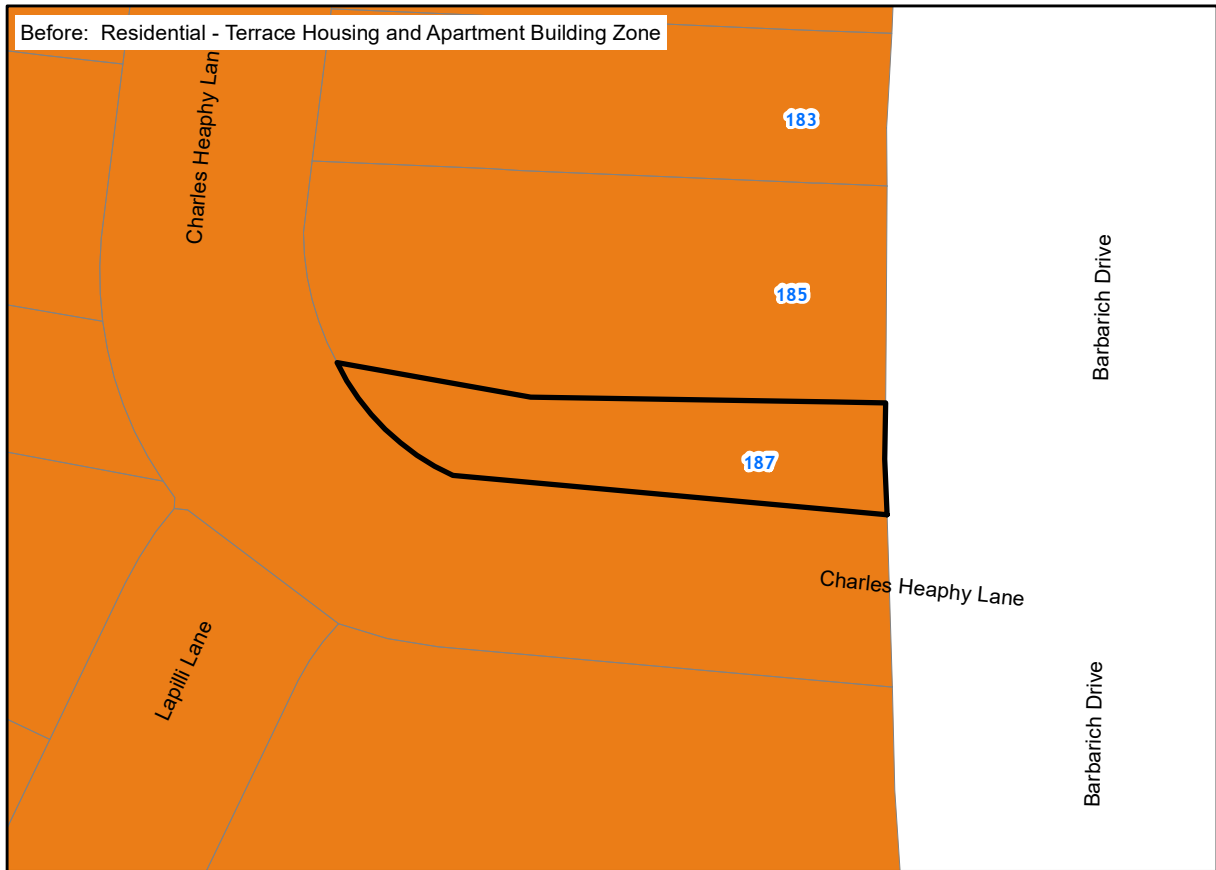 Before:  Residential - Terrace Housing and Apartment Building Zone
Charles Heaphy Lan
183
185
Barbarich Drive
187
Charles Heaphy Lane
Lapilli Lane
Barbarich Drive